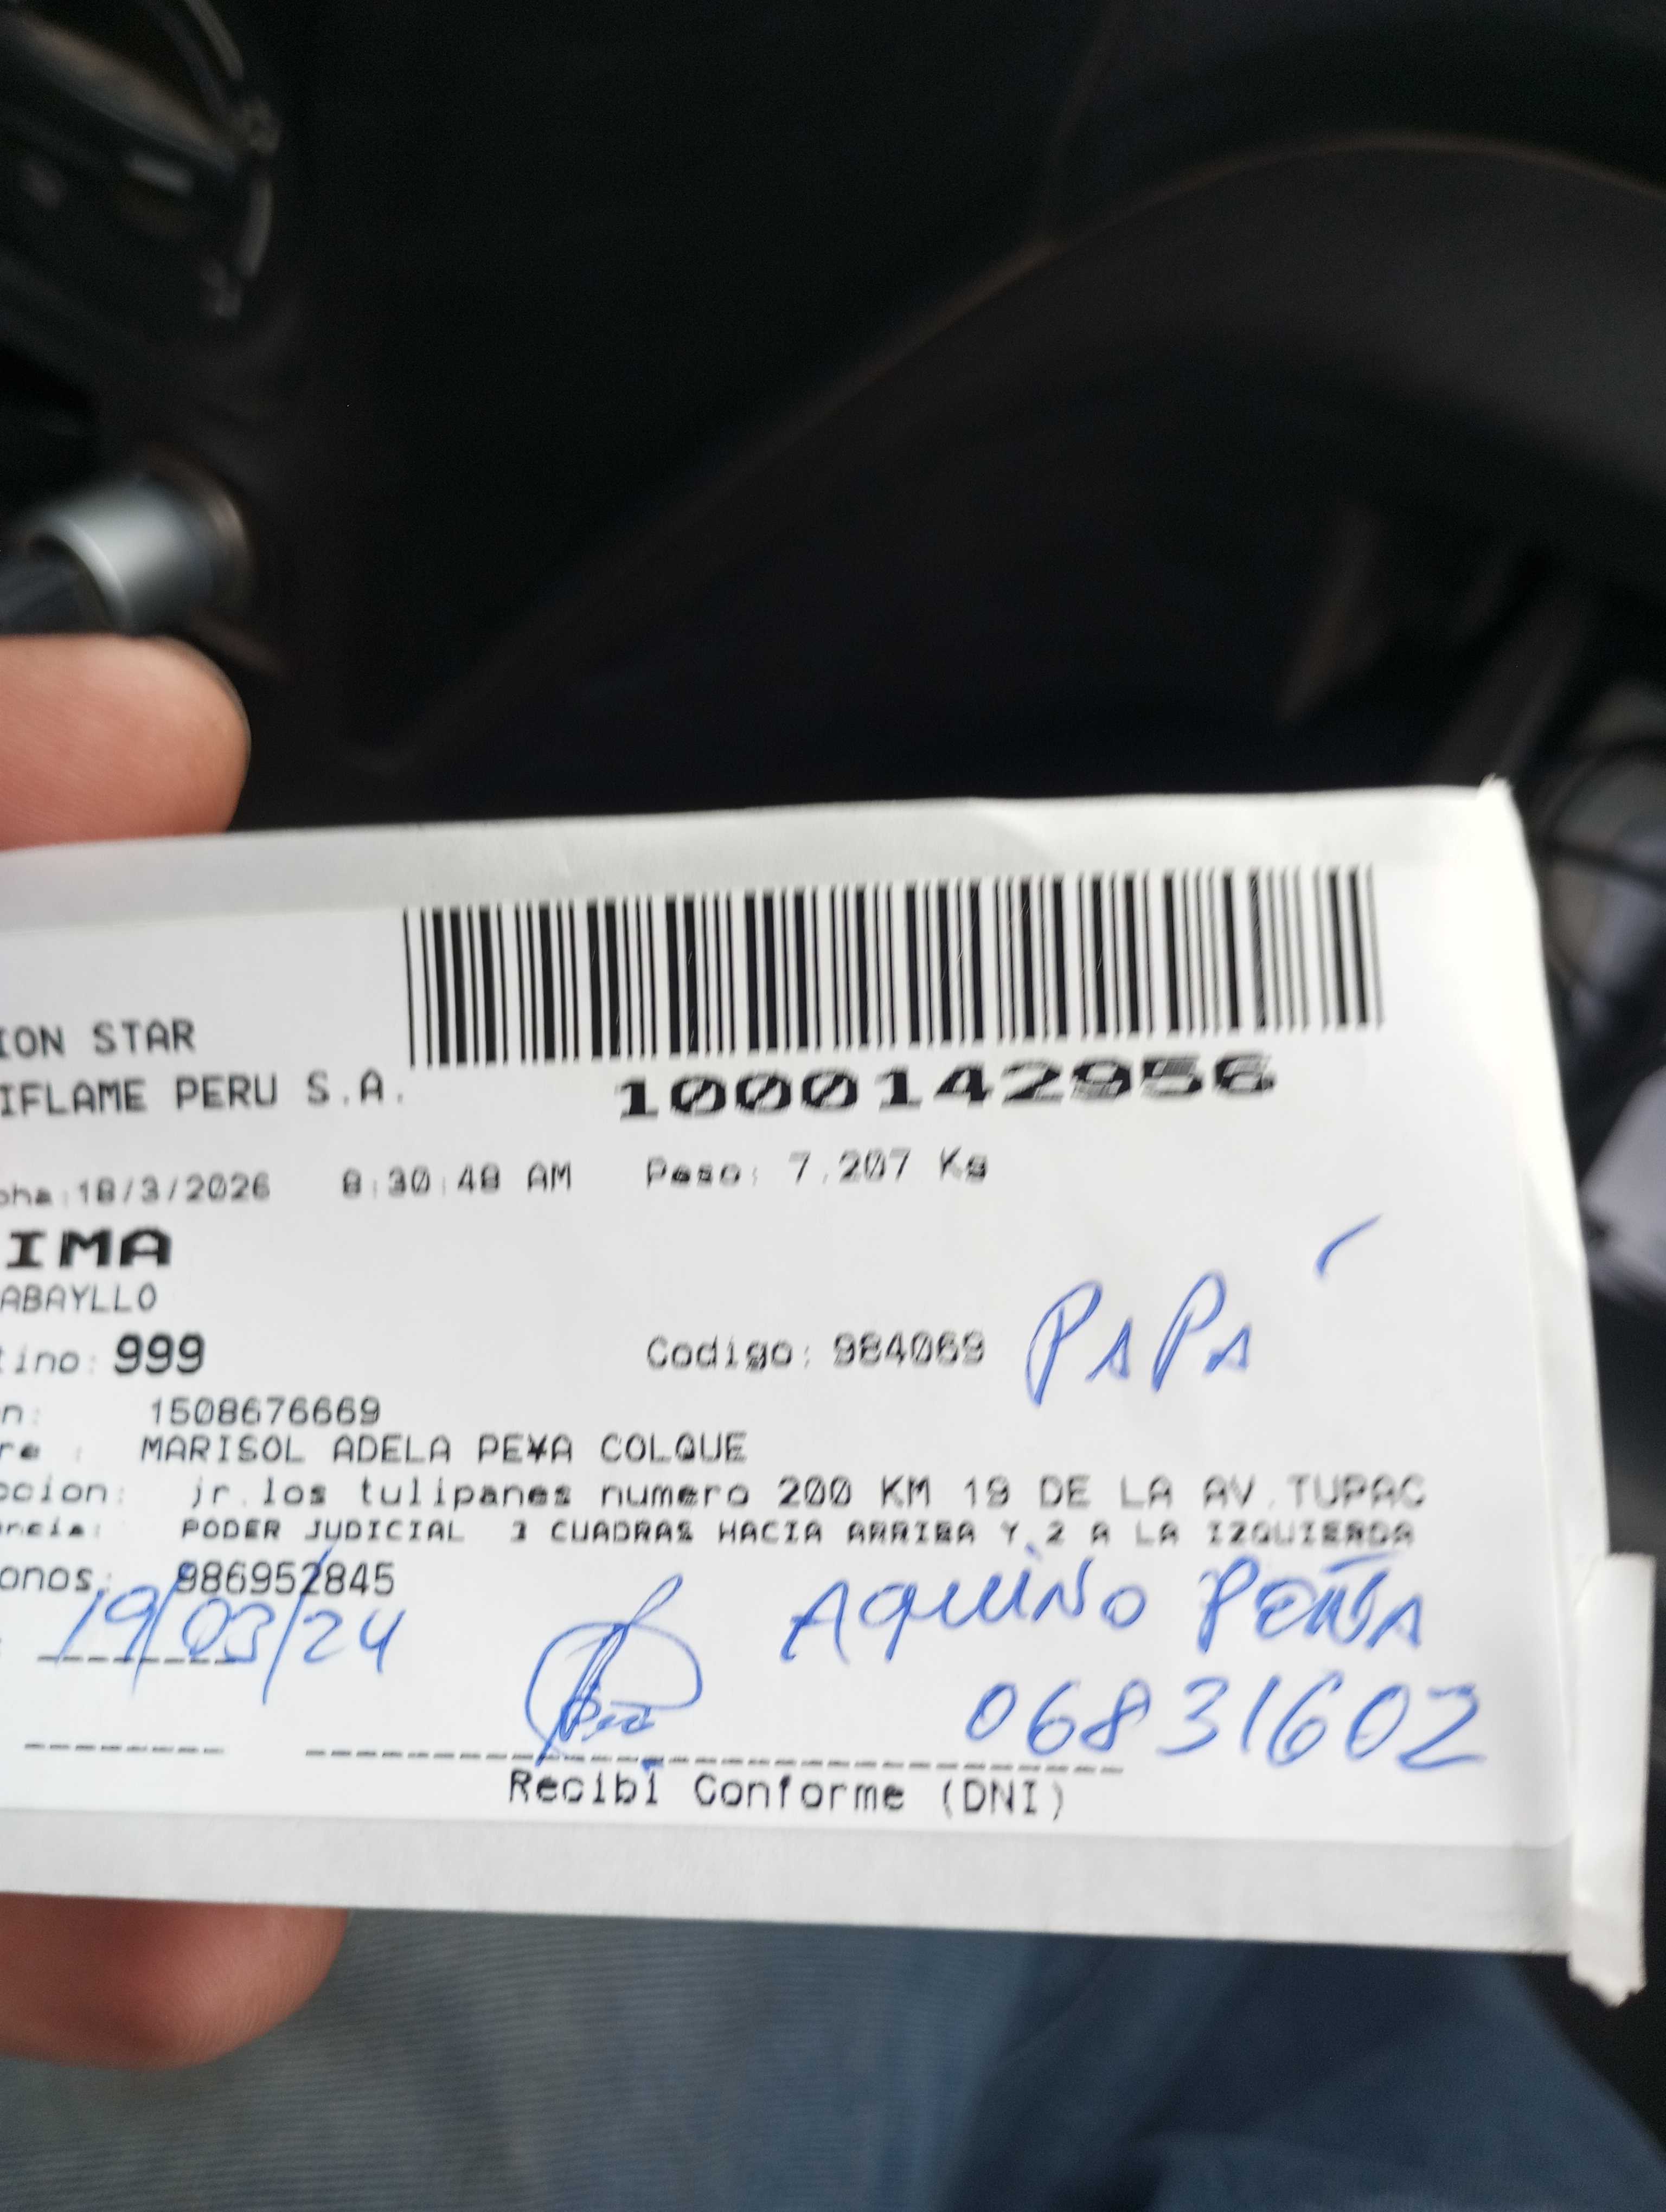 ION STAR
IFLAME PERU S.A.
1000142956
cha:18/3/2026 8:30:48 AM Peso: 7.207 Kg
IMA
ABAYLLO
PAPÁ
tino: 999 Codigo: 984069
n: 1508676669
re : MARISOL ADELA PE¥A COLQUE
ccion: jr.los tulipanes numero 200 KM 19 DE LA AV.TUPAC
ncia: PODER JUDICIAL 3 CUADRAS HACIA ARRIBA Y 2 A LA IZQUIERDA
onos: 986952845
19/03/24 AQUINO PEÑA
06831602
Recibi Conforme (DNI)